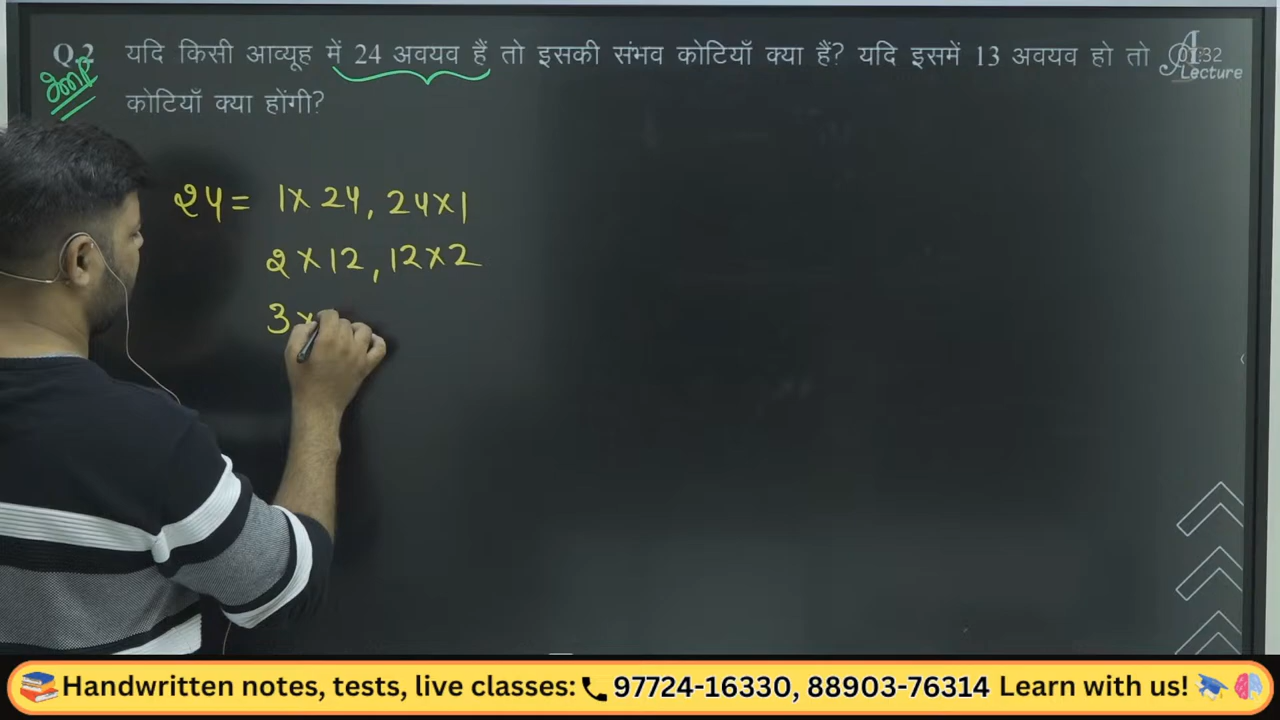 Q.2 यदि किसी आव्यूह में 24 अवयव हैं तो इसकी संभव कोटियाँ क्या हैं? यदि इसमें 13 अवयव हो तो
कोटियाँ क्या होंगी?
Imp
Lecture
24 = 1 × 24, 24 × 1
2 × 12, 12 × 2
3 ×
Handwritten notes, tests, live classes: 97724-16330, 88903-76314 Learn with us!